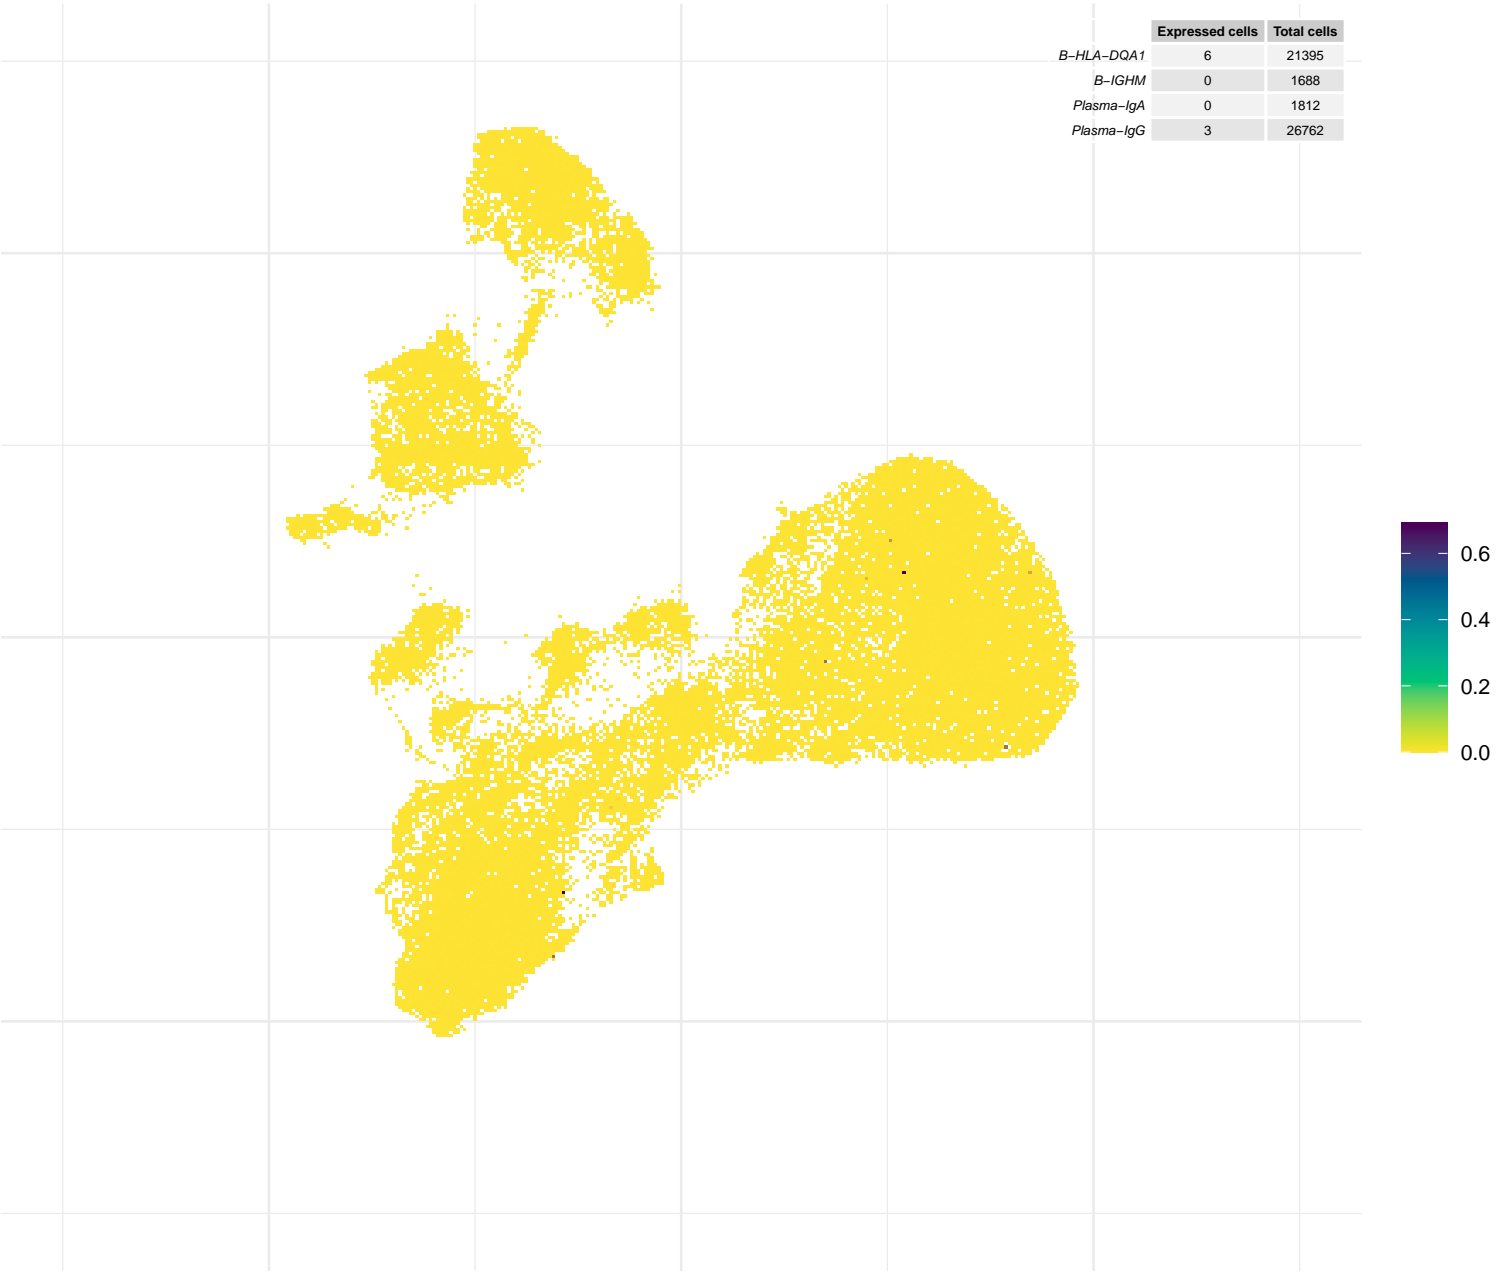 Expressed cells Total cells
B–HLA–DQA1 6 21395
B–IGHM 0 1688
Plasma–IgA 0 1812
Plasma–IgG 3 26762
0.6
0.4
0.2
0.0